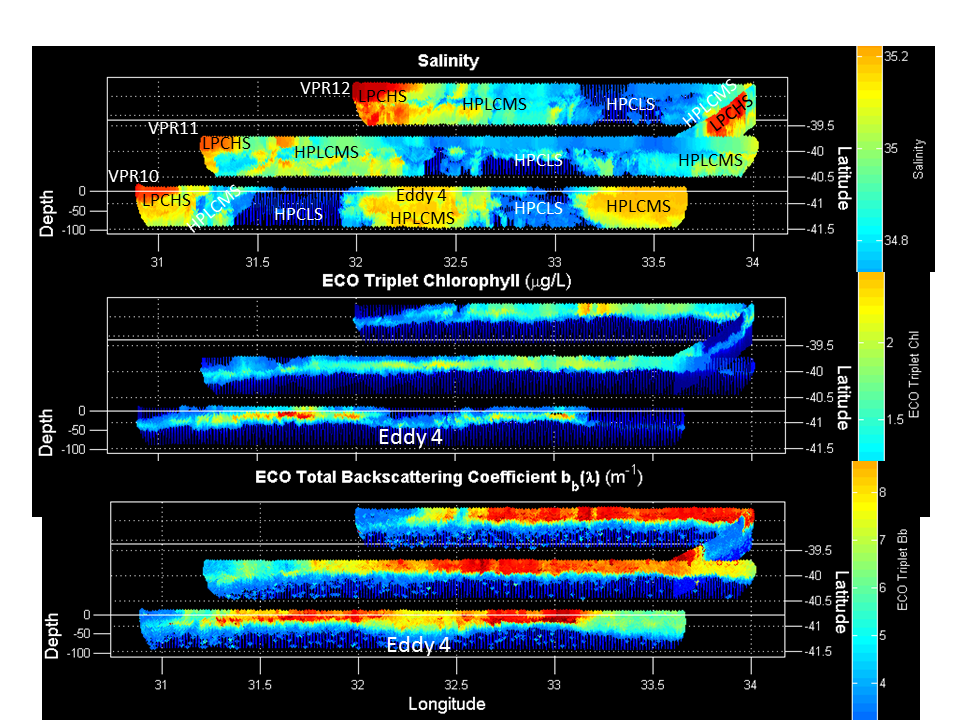 Salinity
VPR12
LPCHS
HPLCMS
HPCLS
HPLCMS
LPCHS
VPR11
LPCHS
HPLCMS
HPCLS
HPLCMS
VPR10
LPCHS
HPLCMS
HPCLS
Eddy 4
HPLCMS
HPCLS
HPLCMS
Depth
0
-50
-100
-39.5
-40
-40.5
-41
-41.5
Latitude
31 31.5 32 32.5 33 33.5 34
35.2
35
34.8
Salinity
ECO Triplet Chlorophyll (μg/L)
Depth
0
-50
-100
Eddy 4
-39.5
-40
-40.5
-41
-41.5
Latitude
2
1.5
ECO Triplet Chl
ECO Total Backscattering Coefficient b_b(λ) (m⁻¹)
Depth
0
-50
-100
Eddy 4
-39.5
-40
-40.5
-41
-41.5
Latitude
31 31.5 32 32.5 33 33.5 34
Longitude
8
7
6
5
4
ECO Triplet Bb